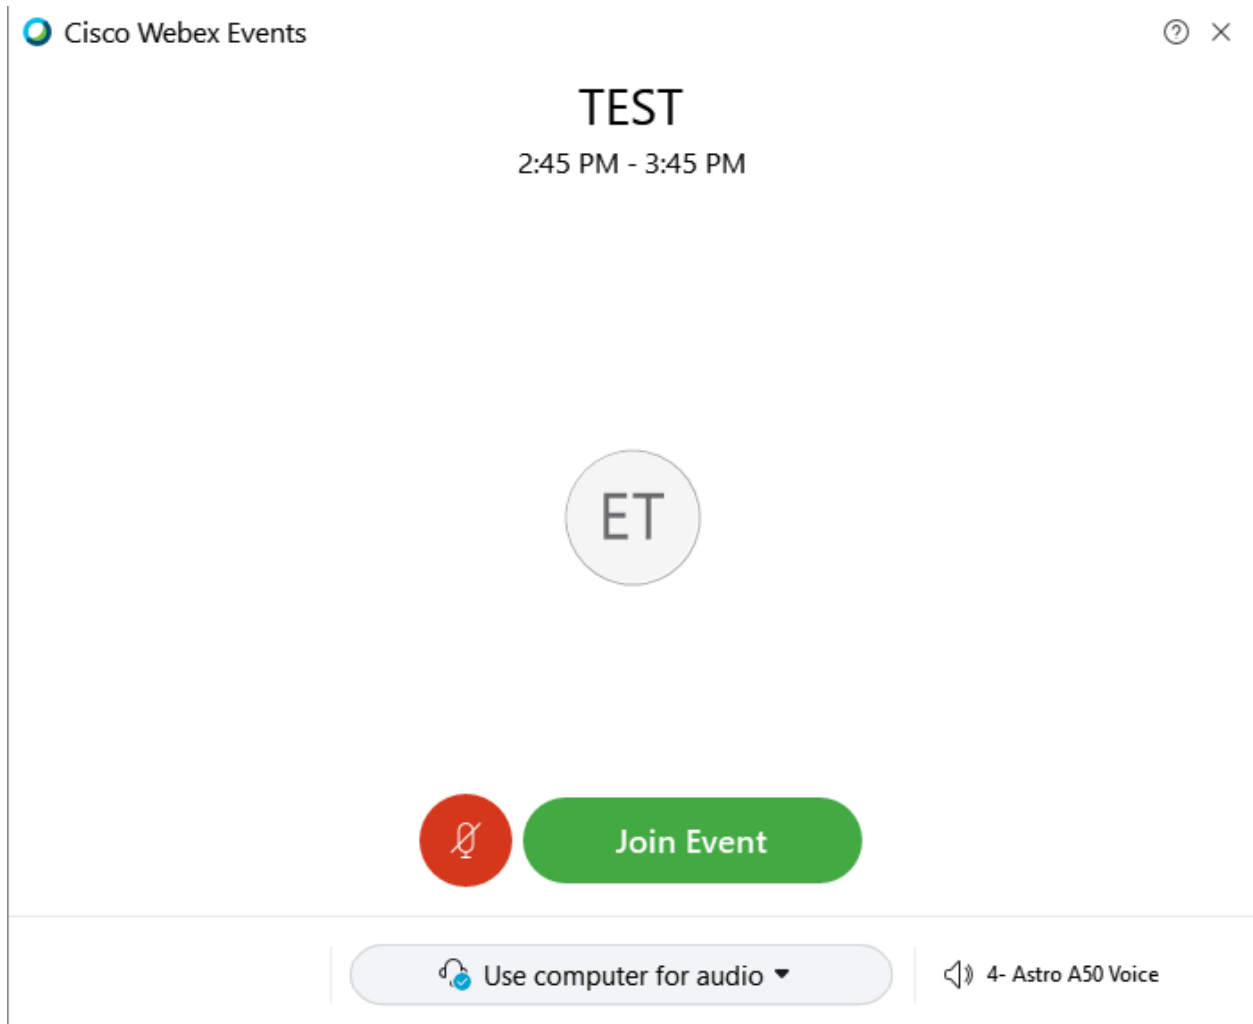 Cisco Webex Events
TEST
2:45 PM - 3:45 PM
ET
Join Event
Use computer for audio
4- Astro A50 Voice